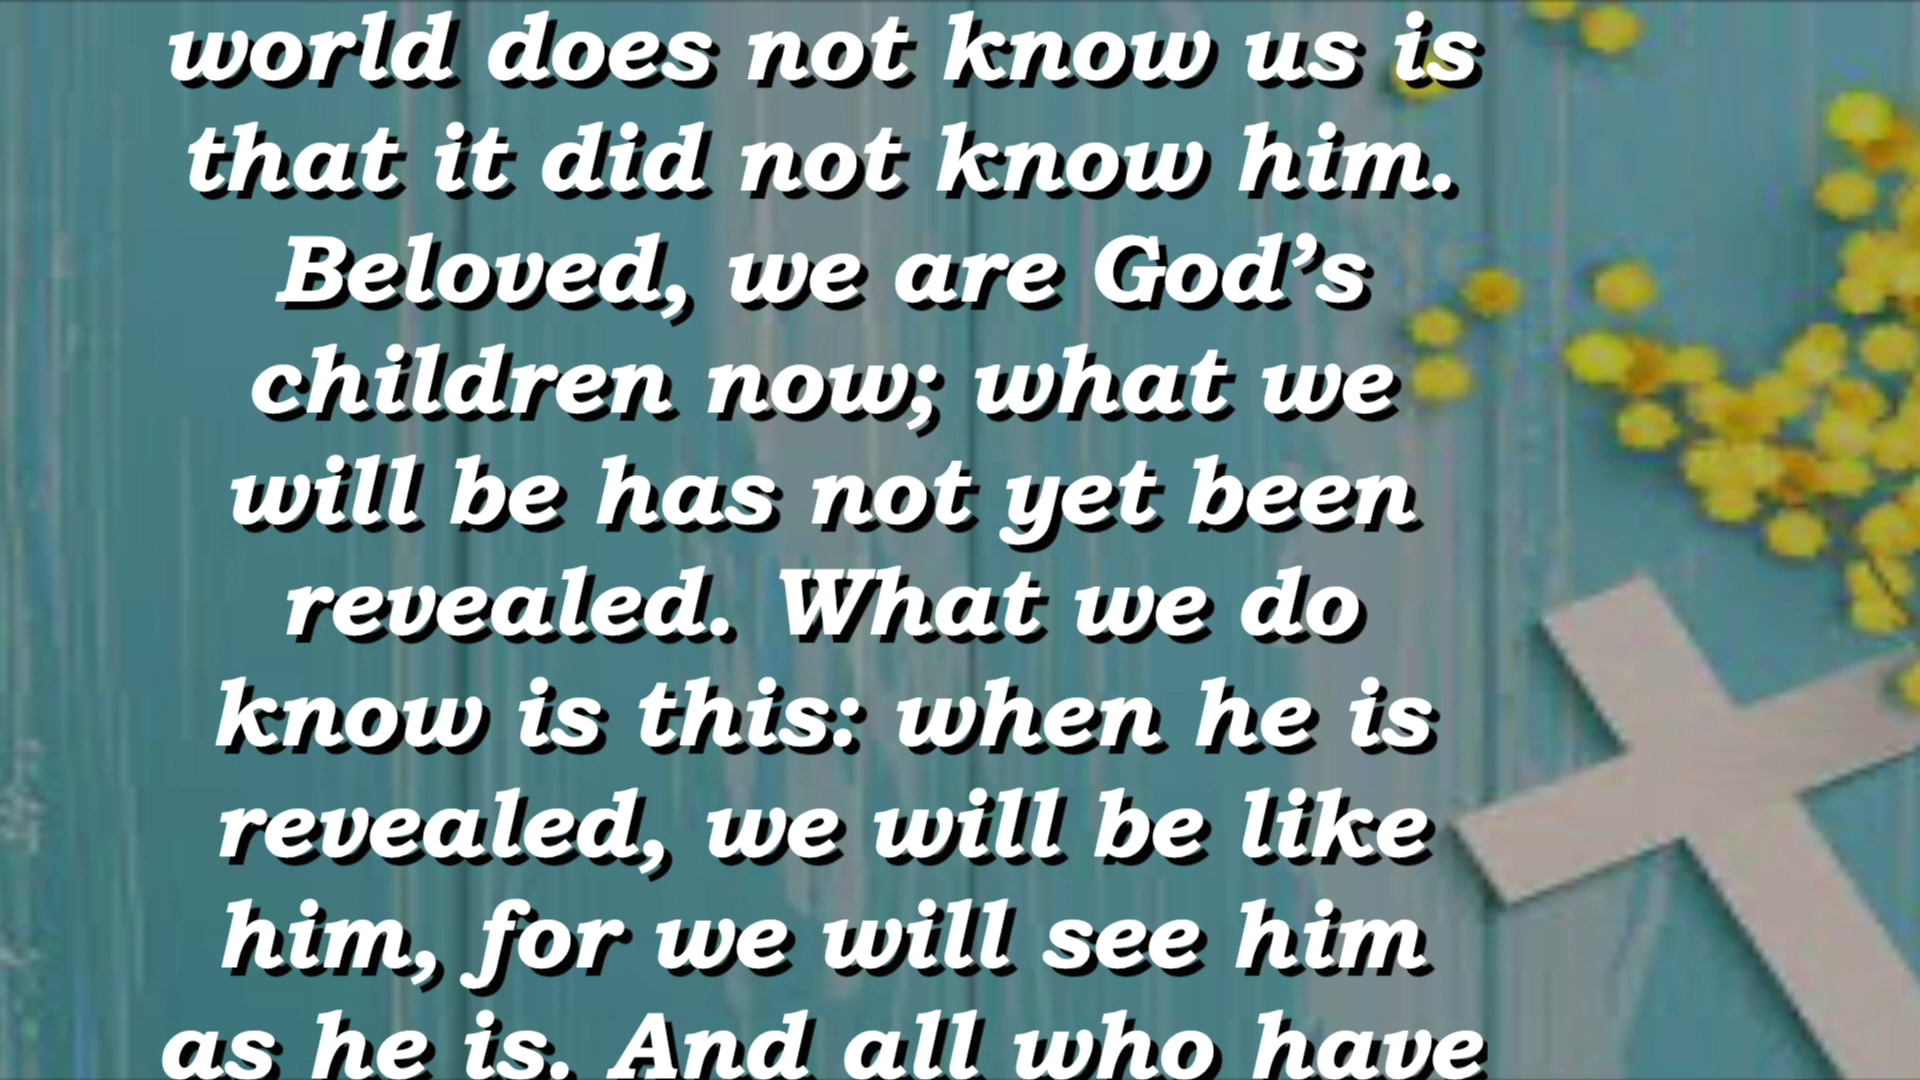 world does not know us is
that it did not know him.
Beloved, we are God’s
children now; what we
will be has not yet been
revealed. What we do
know is this: when he is
revealed, we will be like
him, for we will see him
as he is. And all who have